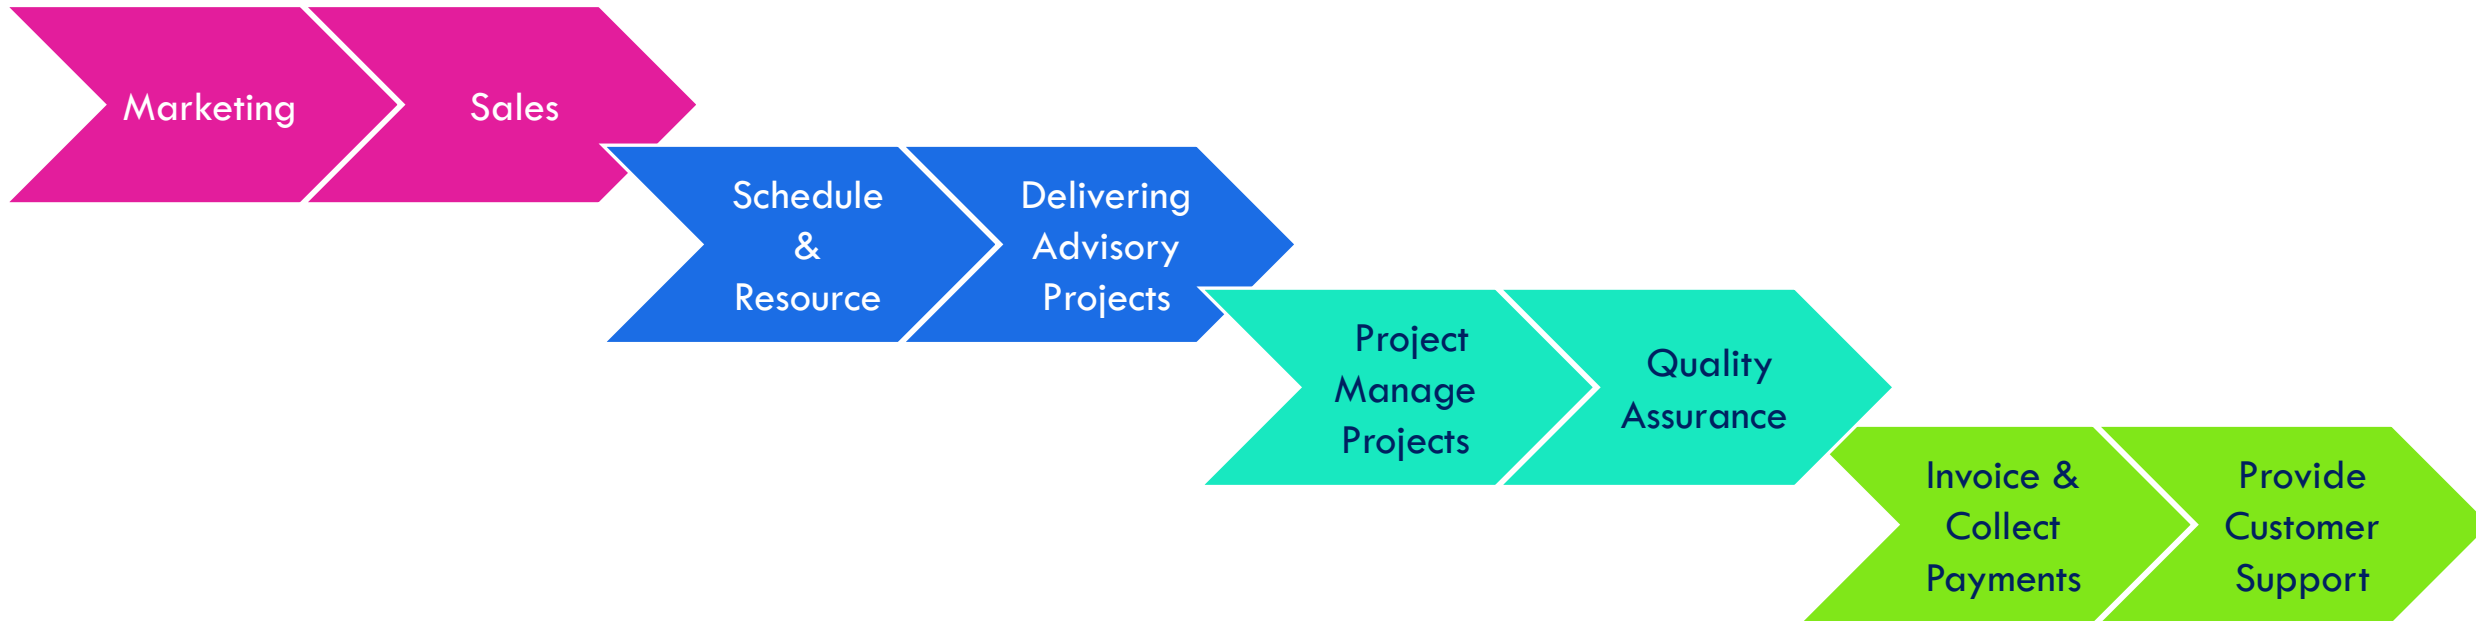 Marketing
Sales
Schedule
&
Resource
Delivering
Advisory
Projects
Project
Manage
Projects
Quality
Assurance
Invoice &
Collect
Payments
Provide
Customer
Support